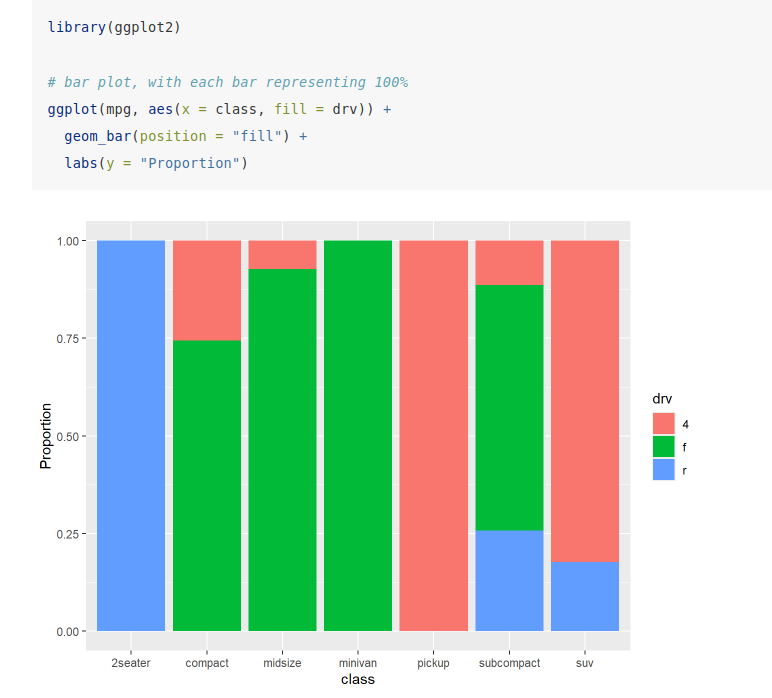 library(ggplot2)
# bar plot, with each bar representing 100%
ggplot(mpg, aes(x = class, fill = drv)) +
  geom_bar(position = "fill") +
  labs(y = "Proportion")
1.00
0.75
0.50
0.25
0.00
Proportion
2seater compact midsize minivan pickup subcompact suv
class
drv
4
f
r